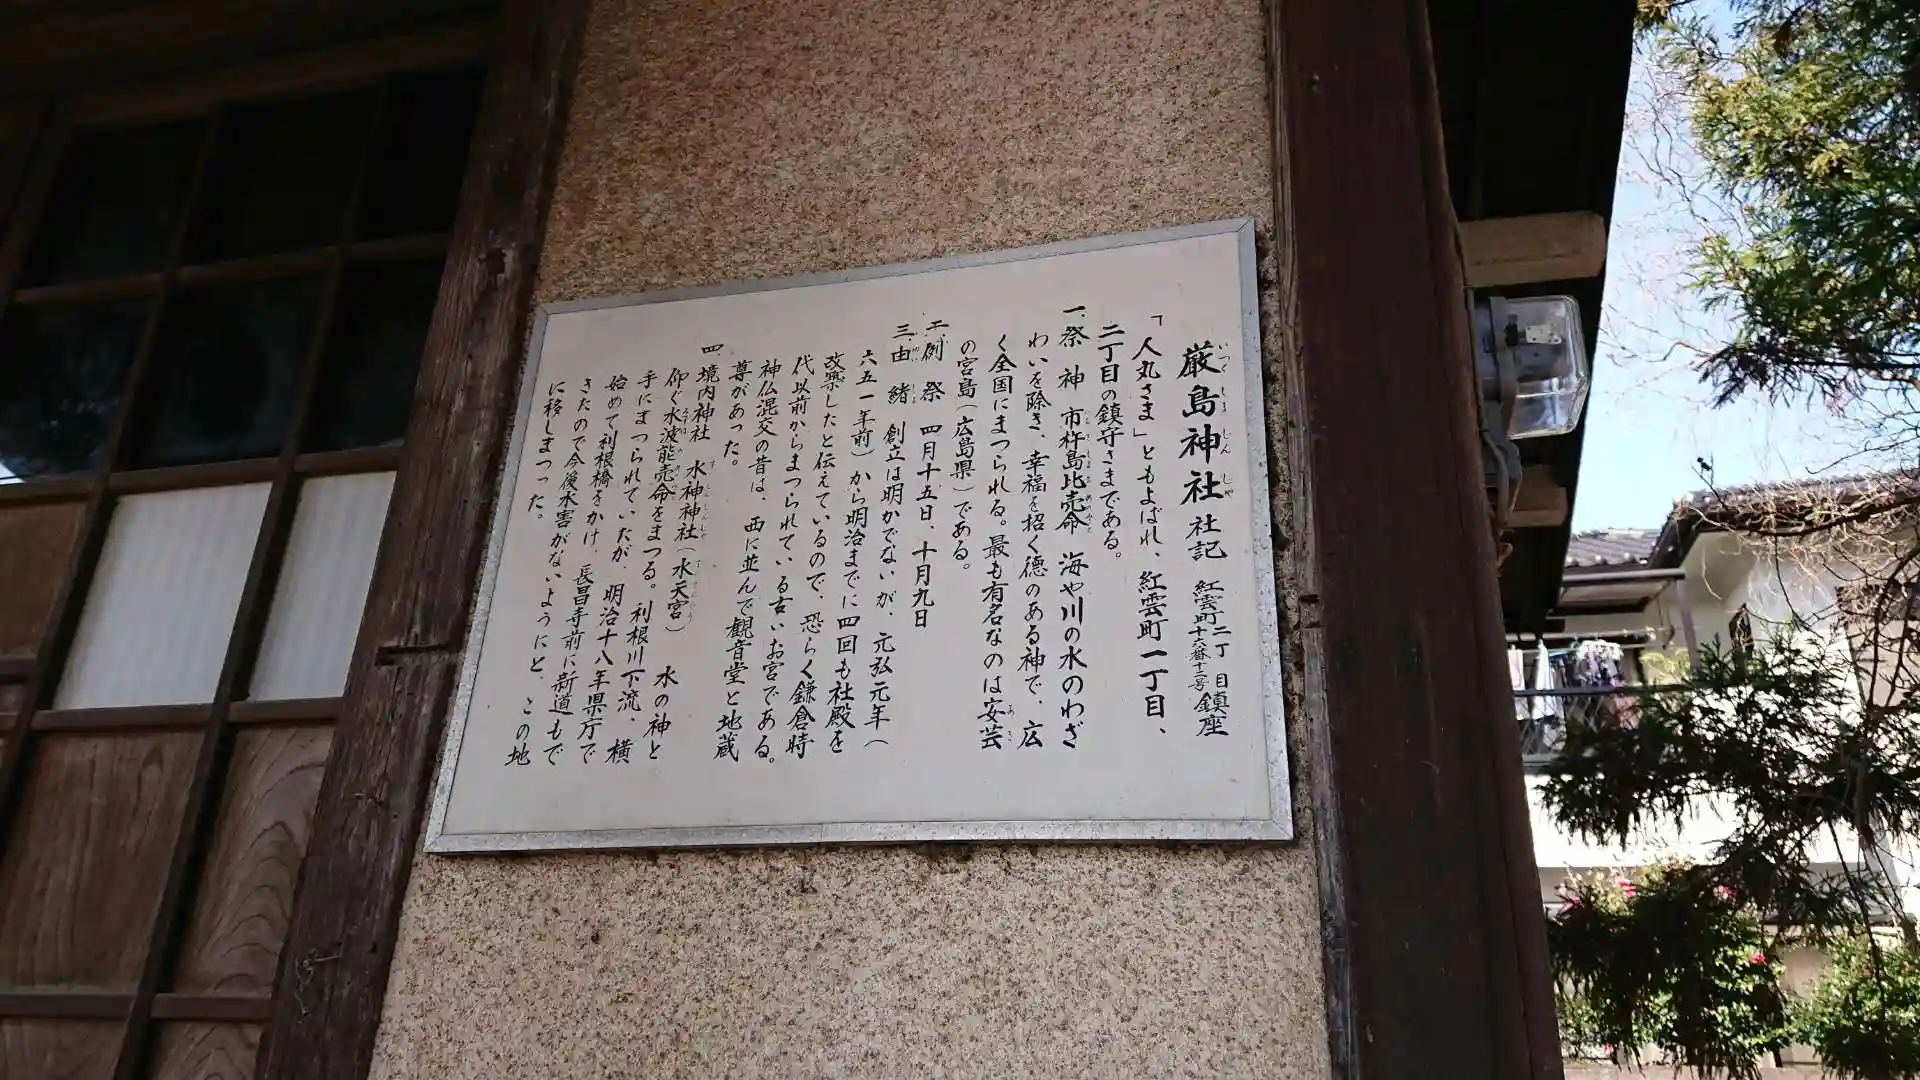 厳島神社 社記 紅雲町二丁目十六番十二号鎮座
いつくしまじんしゃ
「人丸さま」ともよばれ、紅雲町一丁目、
二丁目の鎮守さまである。
一、祭神 市杵島比売命 海や川の水のわざ
わいを除き、幸福を招く徳のある神で、広
く全国にまつられる。最も有名なのは安芸
の宮島(広島県)である。
二、例祭 四月十五日、十月九日
三、由緒 創立は明かでないが、元弘元年(
六五一年前)から明治までに四回も社殿を
改築したと伝えているので、恐らく鎌倉時
代以前からまつられている古いお宮である。
神仏混交の昔は、西に並んで観音堂と地蔵
尊があった。
四、境内神社 水神神社(水天宮) 水の神と
仰ぐ水波能売命をまつる。利根川下流、横
手にまつられていたが、明治十八年県庁で
始めて利根橋をかけ、長昌寺前に新道もで
きたので今後水害がないようにと、この地
に移しまつった。